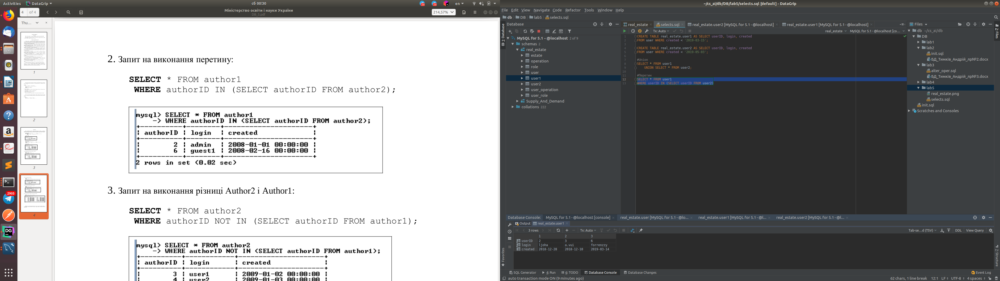 Activities
DataGrip
сб 00:30
en
4
of 4
Міністерство освіти і науки України
DB_5.pdf
214,57%
Thu...
1
2
3
4
2905
2. Запит на виконання перетину:
SELECT * FROM author1
WHERE authorID IN (SELECT authorID FROM author2);
mysql> SELECT * FROM author1
-> WHERE authorID IN (SELECT authorID FROM author2);
authorID | login | created
2 | admin | 2008-01-01 00:00:00
6 | guest1 | 2008-02-16 00:00:00
2 rows in set (0.02 sec)
3. Запит на виконання різниці Author2 і Author1:
SELECT * FROM author2
WHERE authorID NOT IN (SELECT authorID FROM author1);
mysql> SELECT * FROM author2
-> WHERE authorID NOT IN (SELECT authorID FROM author1);
authorID | login | created
3 | user1 | 2009-01-02 00:00:00
4 | user2 | 2009-01-03 00:00:00
~/cs_ai/db/DB/lab5/selects.sql [default] - DataGrip
File Edit View Navigate Code Refactor Tools Window Help
db DB lab5 selects.sql
1: Database
Database
MySQL for 5.1 - @localhost 2 of 9
schemas 2
real_estate
estate
operation
role
user
user1
user2
user_operation
user_role
Supply_And_Demand
collations 222
real_estate
selects.sql
real_estate.user2 [MySQL for 5.1 - @localhost]
real_estate.user1 [MySQL for 5.1 - @localhost]
Tx: Auto
real_estate
MySQL for 5.1 - @localhost [co...
1 CREATE TABLE real_estate.user1 AS SELECT userID, login, created
2 FROM user WHERE created < '2019-03-15';
3
4 CREATE TABLE real_estate.user2 AS SELECT userID, login, created
5 FROM user WHERE created < '2019-05-03';
6
7 #Union
8 SELECT * FROM user1
9 UNION SELECT * FROM user2;
10
11 #Перетин
12 SELECT * FROM user1
13 WHERE userID IN (SELECT userID FROM user2)
Files
2: Files
db ~/cs_ai/db
DB
lab1
lab2
init.sql
БД_Тимків_Андрій_лр№2.docx
lab3
alter_oper.sql
БД_Тимків_Андрій_лр№3.docx
lab4
lab5
real_estate.png
selects.sql
init.sql
Scratches and Consoles
Database Console:
MySQL for 5.1 - @localhost [console]
real_estate.user [MySQL for 5.1 - @lo...
real_estate.user1 [MySQL for 5.1 - @l...
real_estate.user2 [MySQL for 5.1 - @l...
Output
real_estate.user1
3 rows
Tx: Auto
Tab-se...d (TSV)
DDL
View Query
1 2 3
userID 2 3 6
login ljoha a.vui forrenzzy
created 2018-12-28 2018-12-10 2019-03-14
Favorites
Z: Structure
SQL Generator
4: Run
6: TODO
Database Console
Database Changes
Event Log
auto transaction mode ON (9 minutes ago)
62 chars, 1 line break 12:1 LF UTF-8 4 spaces